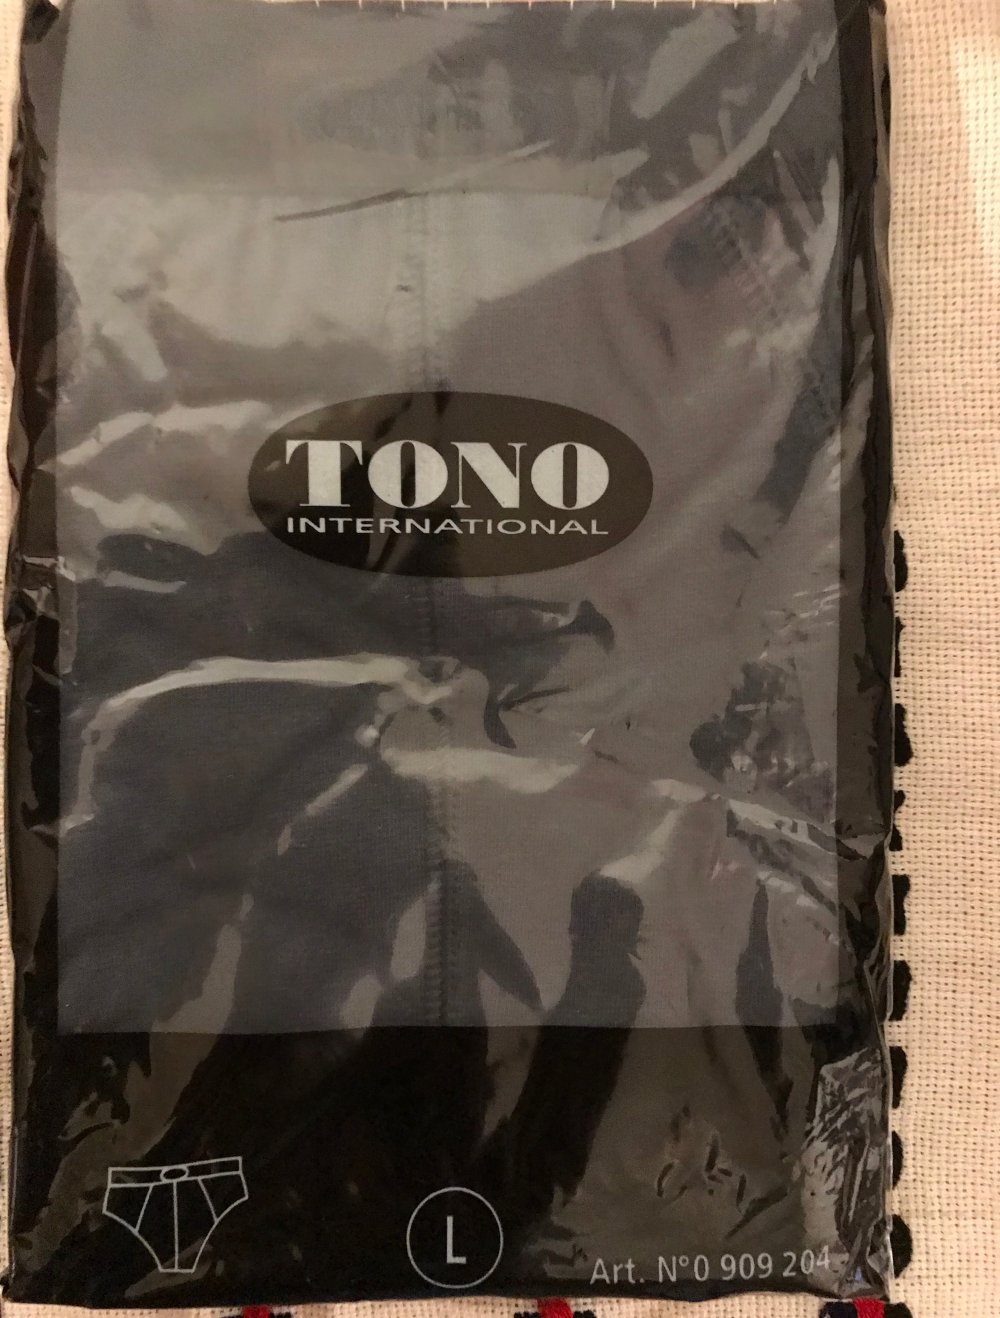 TONO
INTERNATIONAL
L
Art. N°0 909 204